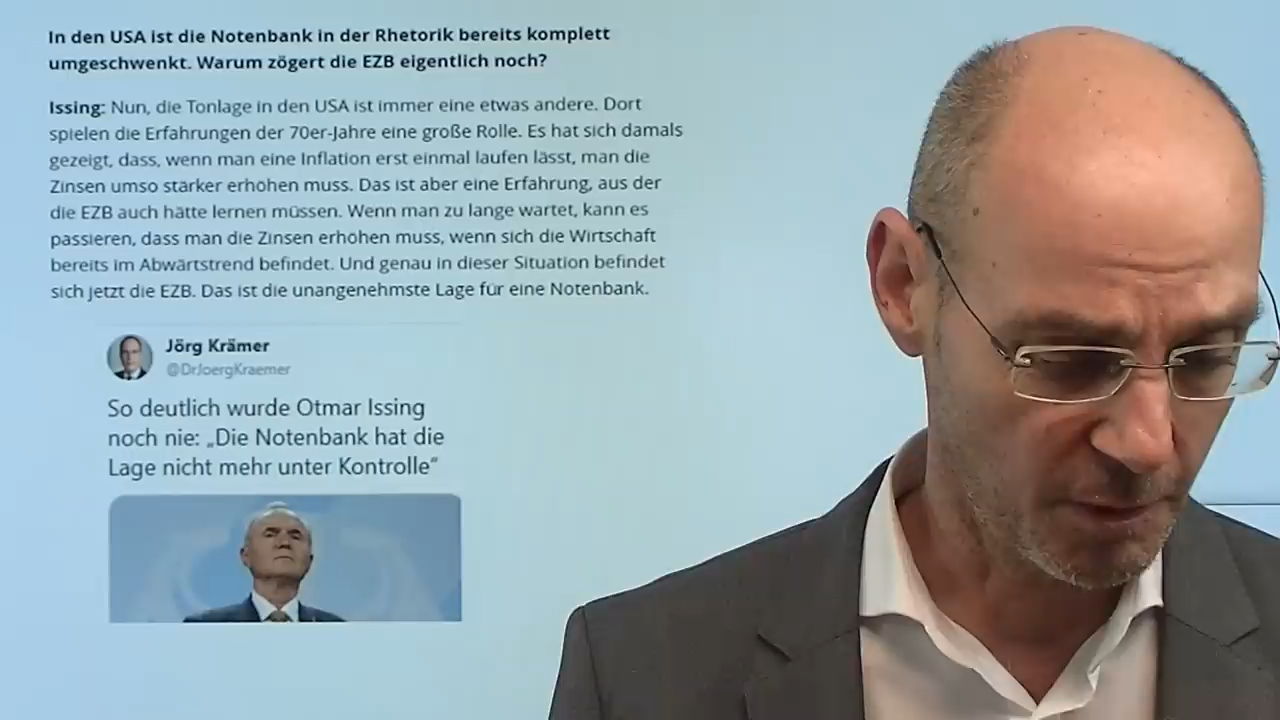 In den USA ist die Notenbank in der Rhetorik bereits komplett
umgeschwenkt. Warum zögert die EZB eigentlich noch?
Issing: Nun, die Tonlage in den USA ist immer eine etwas andere. Dort
spielen die Erfahrungen der 70er-Jahre eine große Rolle. Es hat sich damals
gezeigt, dass, wenn man eine Inflation erst einmal laufen lässt, man die
Zinsen umso stärker erhöhen muss. Das ist aber eine Erfahrung, aus der
die EZB auch hätte lernen müssen. Wenn man zu lange wartet, kann es
passieren, dass man die Zinsen erhöhen muss, wenn sich die Wirtschaft
bereits im Abwärtstrend befindet. Und genau in dieser Situation befindet
sich jetzt die EZB. Das ist die unangenehmste Lage für eine Notenbank.
Jörg Krämer
@DrJoergKraemer
So deutlich wurde Otmar Issing
noch nie: „Die Notenbank hat die
Lage nicht mehr unter Kontrolle“